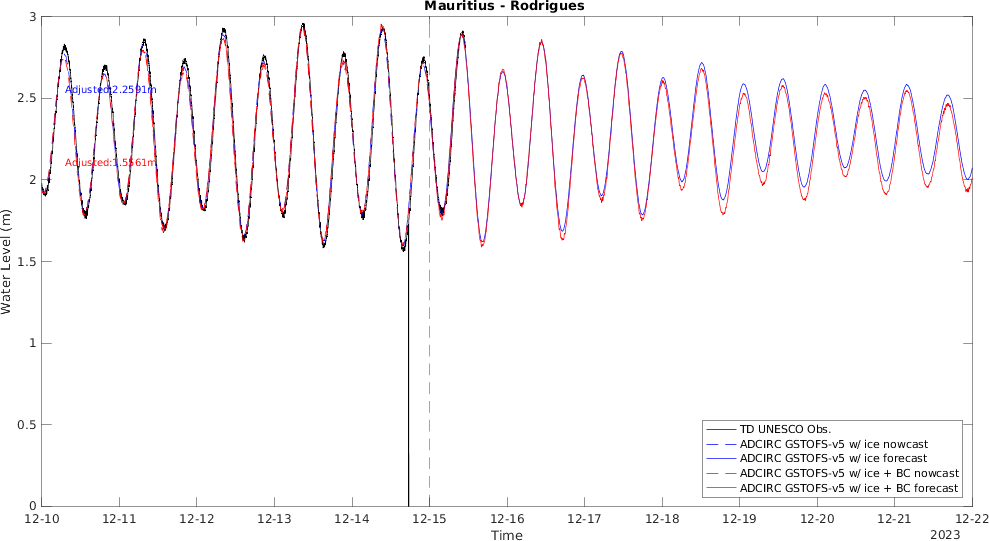 Mauritius - Rodrigues
3
2.5
2
1.5
1
0.5
0
Water Level (m)
Adjusted:2.2591m
Adjusted:1.5561m
TD UNESCO Obs.
ADCIRC GSTOFS-v5 w/ ice nowcast
ADCIRC GSTOFS-v5 w/ ice forecast
ADCIRC GSTOFS-v5 w/ ice + BC nowcast
ADCIRC GSTOFS-v5 w/ ice + BC forecast
12-10 12-11 12-12 12-13 12-14 12-15 12-16 12-17 12-18 12-19 12-20 12-21 12-22
Time
2023